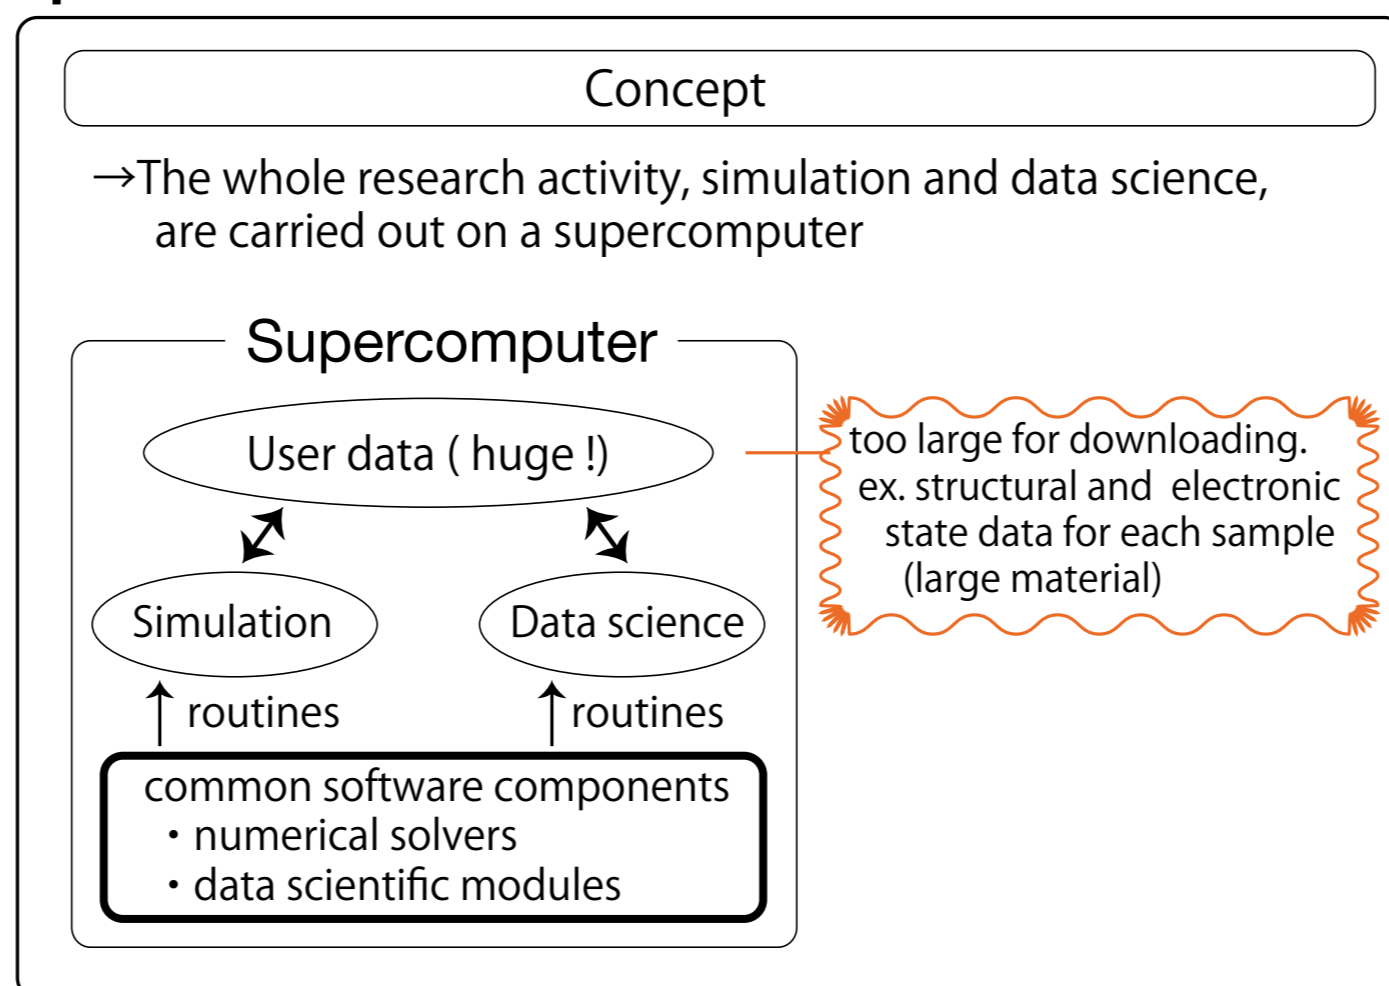 Concept
→The whole research activity, simulation and data science,
are carried out on a supercomputer
Supercomputer
User data ( huge !)
too large for downloading.
ex. structural and electronic
state data for each sample
(large material)
Simulation
Data science
routines
routines
common software components
・numerical solvers
・data scientific modules